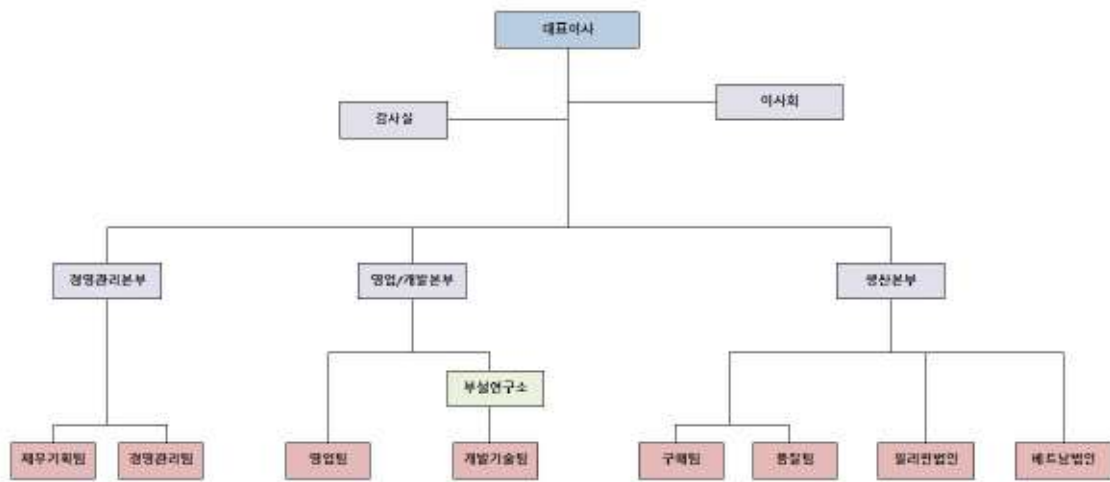 대표이사
이사회
감사실
경영관리본부
영업/개발본부
생산본부
부설연구소
재무기획팀
경영관리팀
영업팀
개발기술팀
구매팀
품질팀
필리핀법인
베트남법인